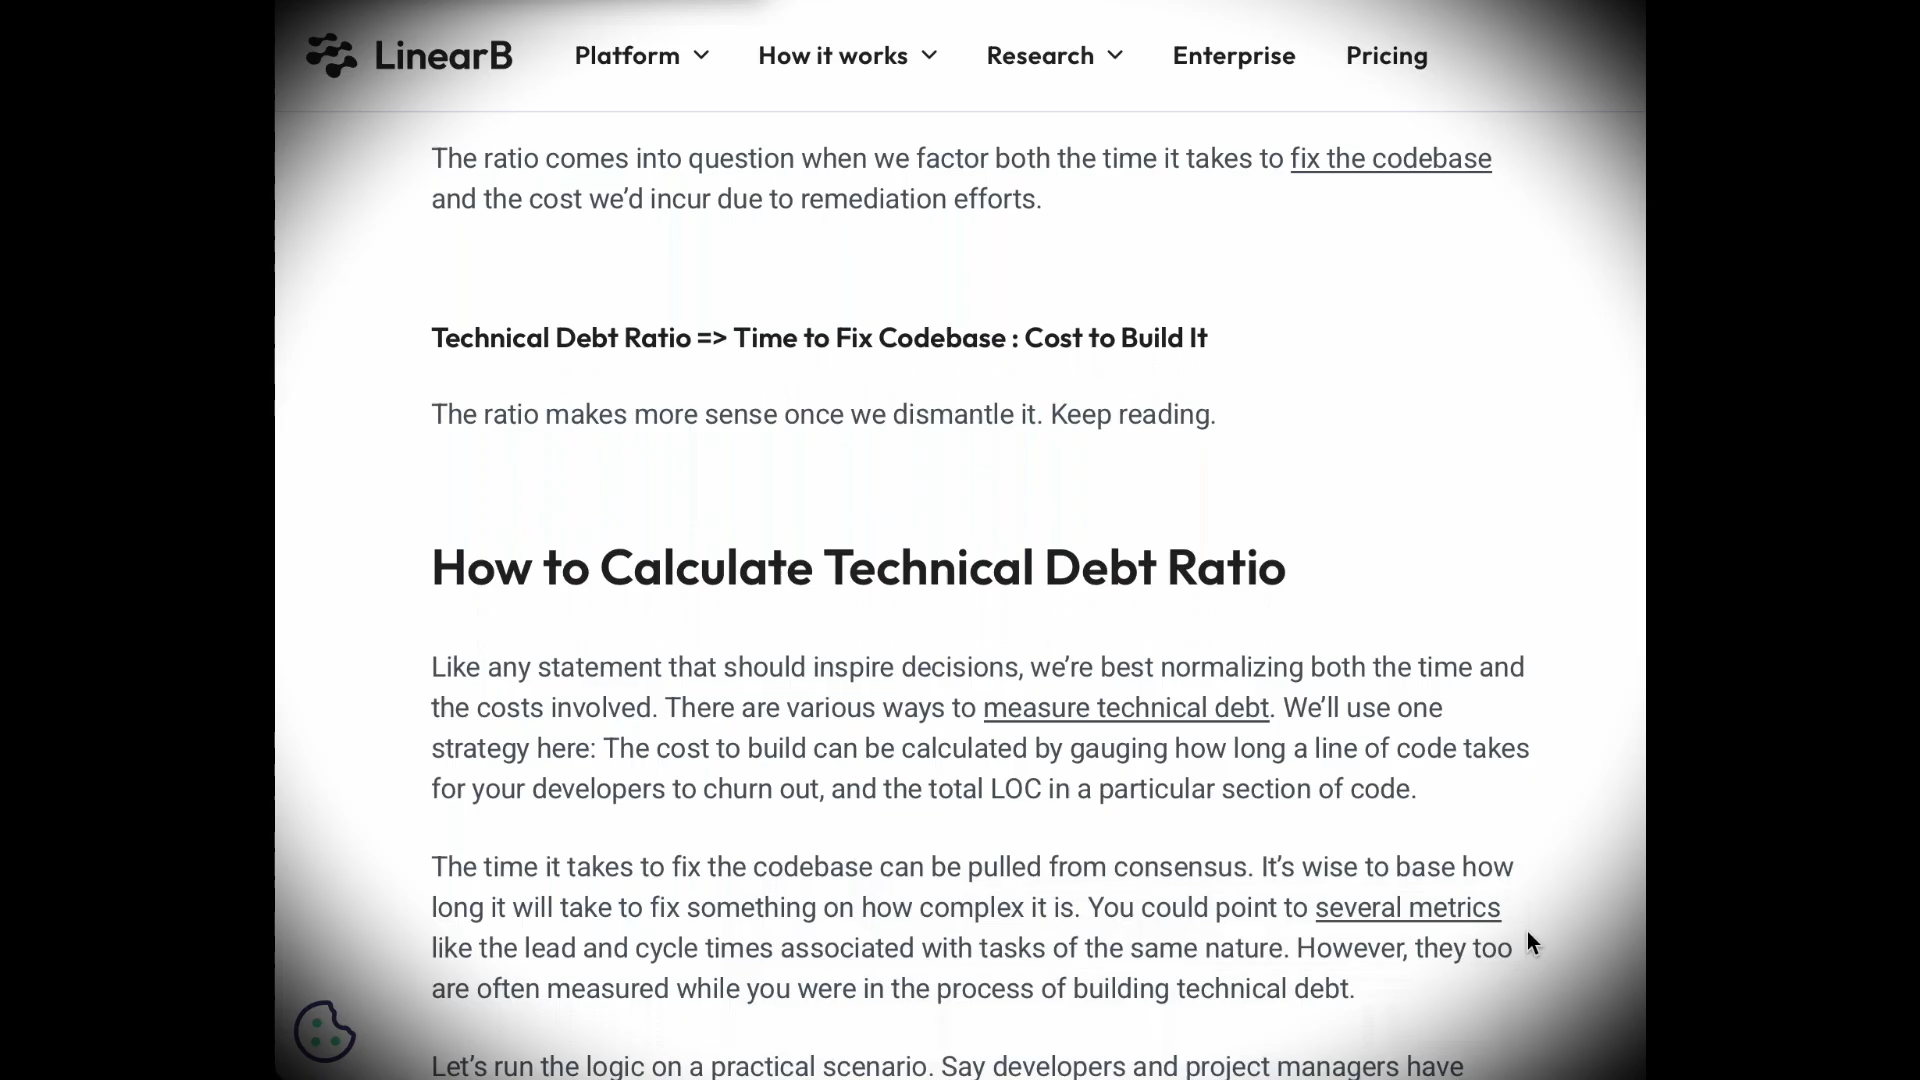 LinearB Platform How it works Research Enterprise Pricing
The ratio comes into question when we factor both the time it takes to fix the codebase
and the cost we’d incur due to remediation efforts.
Technical Debt Ratio => Time to Fix Codebase : Cost to Build It
The ratio makes more sense once we dismantle it. Keep reading.
How to Calculate Technical Debt Ratio
Like any statement that should inspire decisions, we’re best normalizing both the time and
the costs involved. There are various ways to measure technical debt. We’ll use one
strategy here: The cost to build can be calculated by gauging how long a line of code takes
for your developers to churn out, and the total LOC in a particular section of code.
The time it takes to fix the codebase can be pulled from consensus. It’s wise to base how
long it will take to fix something on how complex it is. You could point to several metrics
like the lead and cycle times associated with tasks of the same nature. However, they too
are often measured while you were in the process of building technical debt.
Let’s run the logic on a practical scenario. Say developers and project managers have